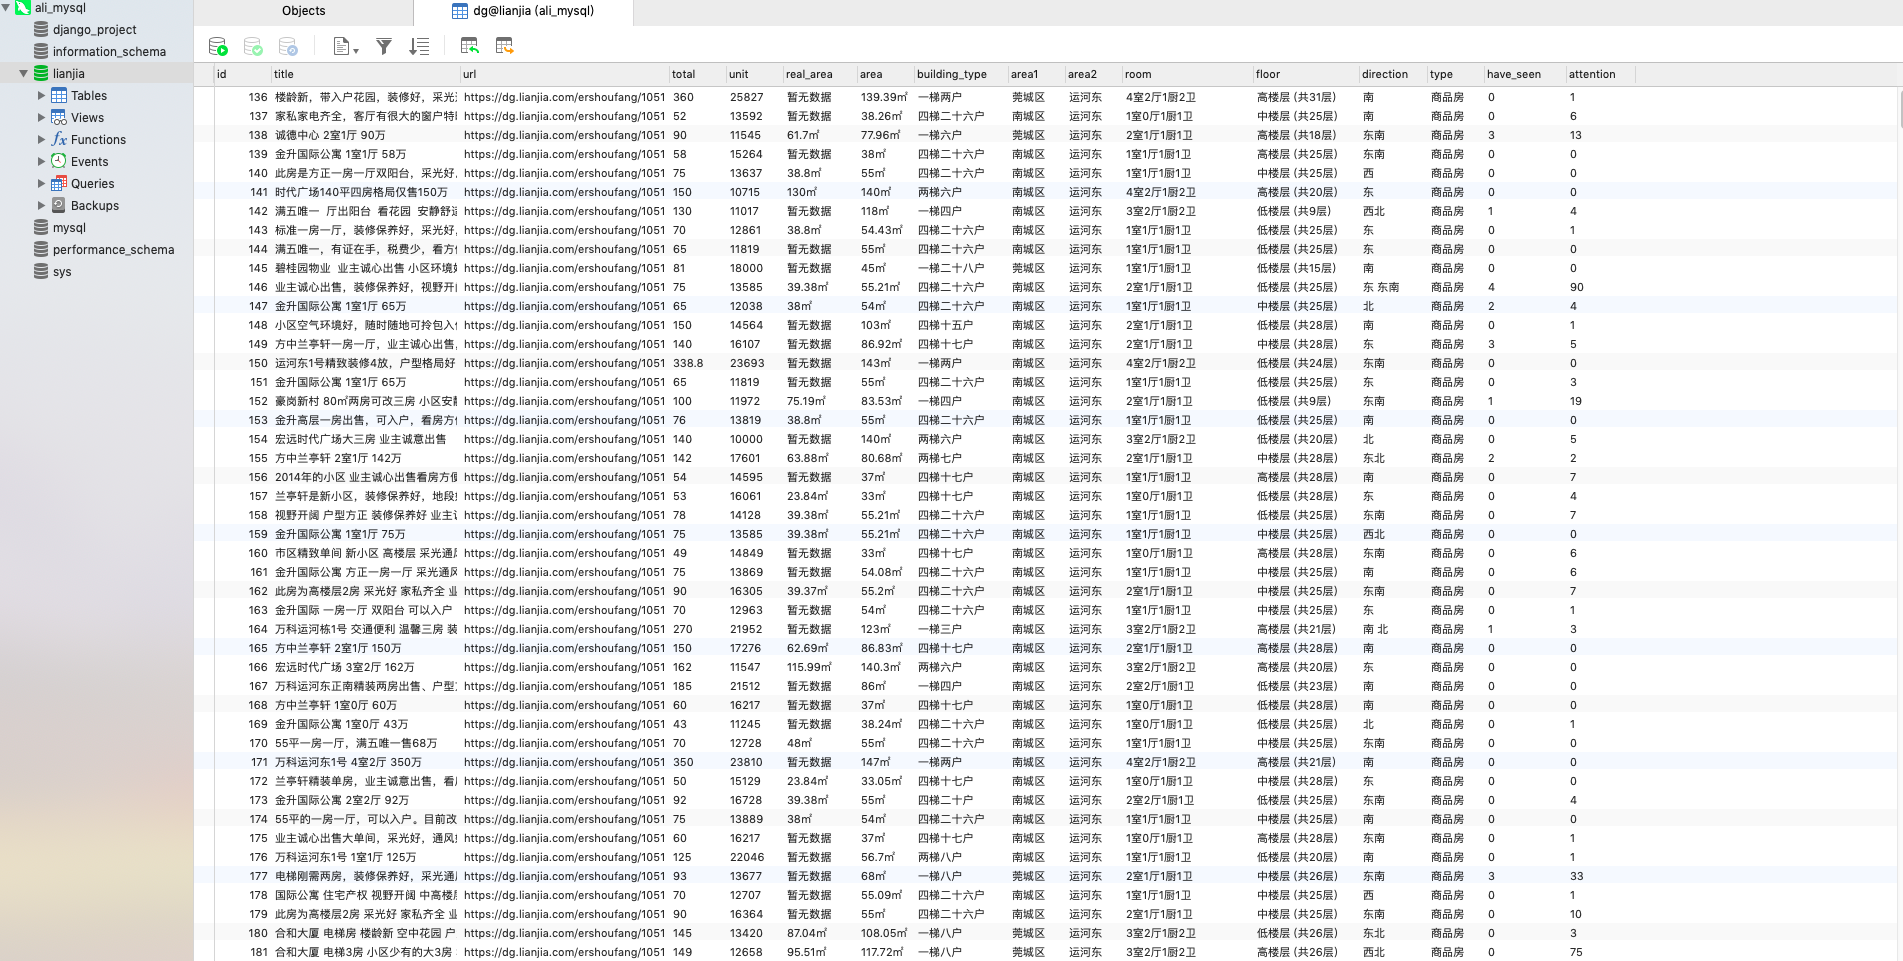 ali_mysql
django_project
information_schema
lianjia
Tables
Views
Functions
Events
Queries
Backups
mysql
performance_schema
sys
Objects
dg@lianjia (ali_mysql)
id title url total unit real_area area building_type area1 area2 room floor direction type have_seen attention
136 楼龄新，带入户花园，装修好，采光 https://dg.lianjia.com/ershoufang/1051 360 25827 暂无数据 139.39㎡ 一梯两户 莞城区 运河东 4室2厅1厨2卫 高楼层 (共31层) 南 商品房 0 1
137 家私家电齐全，客厅有很大的窗户特 https://dg.lianjia.com/ershoufang/1051 52 13592 暂无数据 38.26㎡ 四梯二十六户 南城区 运河东 1室0厅1厨1卫 中楼层 (共25层) 南 商品房 0 6
138 诚德中心 2室1厅 90万 https://dg.lianjia.com/ershoufang/1051 90 11545 61.7㎡ 77.96㎡ 一梯六户 莞城区 运河东 2室1厅1厨1卫 高楼层 (共18层) 东南 商品房 3 13
139 金升国际公寓 1室1厅 58万 https://dg.lianjia.com/ershoufang/1051 58 15264 暂无数据 38㎡ 四梯二十六户 南城区 运河东 1室1厅1厨1卫 高楼层 (共25层) 东南 商品房 0 0
140 此房是方正一房一厅双阳台，采光好， https://dg.lianjia.com/ershoufang/1051 75 13637 38.8㎡ 55㎡ 四梯二十六户 南城区 运河东 1室1厅1厨1卫 中楼层 (共25层) 西 商品房 0 0
141 时代广场140平四房格局仅售150万 https://dg.lianjia.com/ershoufang/1051 150 10715 130㎡ 140㎡ 两梯六户 南城区 运河东 4室2厅1厨2卫 高楼层 (共20层) 东 商品房 0 0
142 满五唯一 厅出阳台 看花园 安静舒适 https://dg.lianjia.com/ershoufang/1051 130 11017 暂无数据 118㎡ 一梯四户 南城区 运河东 3室2厅1厨2卫 低楼层 (共9层) 西北 商品房 1 4
143 标准一房一厅，装修保养好，采光好， https://dg.lianjia.com/ershoufang/1051 70 12861 38.8㎡ 54.43㎡ 四梯二十六户 南城区 运河东 1室1厅1厨1卫 低楼层 (共25层) 东 商品房 0 1
144 满五唯一，有证在手，税费少，看方 https://dg.lianjia.com/ershoufang/1051 65 11819 暂无数据 55㎡ 四梯二十六户 南城区 运河东 1室1厅1厨1卫 低楼层 (共25层) 东 商品房 0 0
145 碧桂园物业 业主诚心出售 小区环境 https://dg.lianjia.com/ershoufang/1051 81 18000 暂无数据 45㎡ 一梯二十八户 莞城区 运河东 1室1厅1厨1卫 低楼层 (共15层) 南 商品房 0 0
146 业主诚心出售，装修保养好，视野开 https://dg.lianjia.com/ershoufang/1051 75 13585 39.38㎡ 55.21㎡ 四梯二十六户 南城区 运河东 2室1厅1厨1卫 低楼层 (共25层) 东 东南 商品房 4 90
147 金升国际公寓 1室1厅 65万 https://dg.lianjia.com/ershoufang/1051 65 12038 38㎡ 54㎡ 四梯二十六户 南城区 运河东 1室1厅1厨1卫 中楼层 (共25层) 北 商品房 2 4
148 小区空气环境好，随时随地可拎包入 https://dg.lianjia.com/ershoufang/1051 150 14564 暂无数据 103㎡ 四梯十五户 南城区 运河东 2室1厅1厨1卫 低楼层 (共28层) 南 商品房 0 1
149 方中兰亭轩一房一厅，业主诚心出售， https://dg.lianjia.com/ershoufang/1051 140 16107 暂无数据 86.92㎡ 四梯十七户 南城区 运河东 2室1厅1厨1卫 中楼层 (共28层) 东 商品房 3 5
150 运河东1号精致装修4放，户型格局好 https://dg.lianjia.com/ershoufang/1051 338.8 23693 暂无数据 143㎡ 一梯两户 南城区 运河东 4室2厅1厨2卫 低楼层 (共24层) 东南 商品房 0 0
151 金升国际公寓 1室1厅 65万 https://dg.lianjia.com/ershoufang/1051 65 11819 暂无数据 55㎡ 四梯二十六户 南城区 运河东 1室1厅1厨1卫 低楼层 (共25层) 东 商品房 0 3
152 豪岗新村 80㎡两房可改三房 小区安 https://dg.lianjia.com/ershoufang/1051 100 11972 75.19㎡ 83.53㎡ 一梯四户 南城区 运河东 2室1厅1厨1卫 低楼层 (共9层) 东南 商品房 1 19
153 金升高层一房出售，可入户，看房方 https://dg.lianjia.com/ershoufang/1051 76 13819 38.8㎡ 55㎡ 四梯二十六户 南城区 运河东 1室1厅1厨1卫 低楼层 (共25层) 南 商品房 0 0
154 宏远时代广场大三房 业主诚意出售 https://dg.lianjia.com/ershoufang/1051 140 10000 暂无数据 140㎡ 两梯六户 南城区 运河东 3室2厅1厨2卫 低楼层 (共20层) 北 商品房 0 5
155 方中兰亭轩 2室1厅 142万 https://dg.lianjia.com/ershoufang/1051 142 17601 63.88㎡ 80.68㎡ 两梯七户 南城区 运河东 2室1厅1厨1卫 中楼层 (共28层) 东北 商品房 2 2
156 2014年的小区 业主诚心出售看房方便 https://dg.lianjia.com/ershoufang/1051 54 14595 暂无数据 37㎡ 四梯十七户 南城区 运河东 1室1厅1厨1卫 高楼层 (共28层) 南 商品房 0 7
157 兰亭轩是新小区，装修保养好，地段 https://dg.lianjia.com/ershoufang/1051 53 16061 23.84㎡ 33㎡ 四梯十七户 南城区 运河东 1室0厅1厨1卫 低楼层 (共28层) 东 商品房 0 4
158 视野开阔 户型方正 装修保养好 业主 https://dg.lianjia.com/ershoufang/1051 78 14128 39.38㎡ 55.21㎡ 四梯二十六户 南城区 运河东 1室1厅1厨1卫 低楼层 (共25层) 东南 商品房 0 7
159 金升国际公寓 1室1厅 75万 https://dg.lianjia.com/ershoufang/1051 75 13585 39.38㎡ 55.21㎡ 四梯二十六户 南城区 运河东 1室1厅1厨1卫 中楼层 (共25层) 西北 商品房 0 0
160 市区精致单间 新小区 高楼层 采光通风 https://dg.lianjia.com/ershoufang/1051 49 14849 暂无数据 33㎡ 四梯十七户 南城区 运河东 1室0厅1厨1卫 高楼层 (共28层) 东南 商品房 0 6
161 金升国际公寓 方正一房一厅 采光通风 https://dg.lianjia.com/ershoufang/1051 75 13869 暂无数据 54.08㎡ 四梯二十六户 南城区 运河东 1室1厅1厨1卫 中楼层 (共25层) 南 商品房 0 6
162 此房为高楼层2房 采光好 家私齐全 业 https://dg.lianjia.com/ershoufang/1051 90 16305 39.37㎡ 55.2㎡ 四梯二十六户 南城区 运河东 2室1厅1厨1卫 中楼层 (共25层) 东南 商品房 0 7
163 金升国际 一房一厅 双阳台 可以入户 https://dg.lianjia.com/ershoufang/1051 70 12963 暂无数据 54㎡ 四梯二十六户 南城区 运河东 1室1厅1厨1卫 中楼层 (共25层) 东 商品房 0 1
164 万科运河栋1号 交通便利 温馨三房 装 https://dg.lianjia.com/ershoufang/1051 270 21952 暂无数据 123㎡ 一梯三户 南城区 运河东 3室2厅1厨2卫 高楼层 (共21层) 南 北 商品房 1 3
165 方中兰亭轩 2室1厅 150万 https://dg.lianjia.com/ershoufang/1051 150 17276 62.69㎡ 86.83㎡ 四梯十七户 南城区 运河东 2室1厅1厨1卫 高楼层 (共28层) 南 商品房 0 0
166 宏远时代广场 3室2厅 162万 https://dg.lianjia.com/ershoufang/1051 162 11547 115.99㎡ 140.3㎡ 两梯六户 南城区 运河东 3室2厅1厨2卫 高楼层 (共20层) 东 商品房 0 0
167 万科运河东正南精装两房出售、户型 https://dg.lianjia.com/ershoufang/1051 185 21512 暂无数据 86㎡ 一梯四户 南城区 运河东 2室2厅1厨1卫 低楼层 (共23层) 南 商品房 0 0
168 方中兰亭轩 1室0厅 60万 https://dg.lianjia.com/ershoufang/1051 60 16217 暂无数据 37㎡ 四梯十七户 南城区 运河东 1室0厅1厨1卫 低楼层 (共28层) 南 商品房 0 0
169 金升国际公寓 1室0厅 43万 https://dg.lianjia.com/ershoufang/1051 43 11245 暂无数据 38.24㎡ 四梯二十六户 南城区 运河东 1室0厅1厨1卫 低楼层 (共25层) 北 商品房 0 1
170 55平一房一厅，满五唯一售68万 https://dg.lianjia.com/ershoufang/1051 70 12728 48㎡ 55㎡ 四梯二十六户 南城区 运河东 1室1厅1厨1卫 中楼层 (共25层) 东南 商品房 0 0
171 万科运河东1号 4室2厅 350万 https://dg.lianjia.com/ershoufang/1051 350 23810 暂无数据 147㎡ 一梯两户 南城区 运河东 4室2厅1厨2卫 高楼层 (共21层) 南 商品房 0 0
172 兰亭轩精装单房，业主诚意出售，看 https://dg.lianjia.com/ershoufang/1051 50 15129 23.84㎡ 33.05㎡ 四梯十七户 南城区 运河东 1室0厅1厨1卫 中楼层 (共28层) 东 商品房 0 0
173 金升国际公寓 2室2厅 92万 https://dg.lianjia.com/ershoufang/1051 92 16728 39.38㎡ 55㎡ 四梯二十户 南城区 运河东 2室2厅1厨1卫 低楼层 (共25层) 东南 商品房 0 4
174 55平的一房一厅，可以入户。目前改 https://dg.lianjia.com/ershoufang/1051 75 13889 38㎡ 54㎡ 四梯二十六户 南城区 运河东 1室1厅1厨1卫 中楼层 (共25层) 南 商品房 0 0
175 业主诚心出售大单间，采光好，通风 https://dg.lianjia.com/ershoufang/1051 60 16217 暂无数据 37㎡ 四梯十七户 南城区 运河东 1室0厅1厨1卫 高楼层 (共28层) 东南 商品房 0 1
176 万科运河东1号 1室1厅 125万 https://dg.lianjia.com/ershoufang/1051 125 22046 暂无数据 56.7㎡ 两梯八户 南城区 运河东 1室1厅1厨1卫 低楼层 (共20层) 南 商品房 0 1
177 电梯刚需两房，装修保养好，采光通 https://dg.lianjia.com/ershoufang/1051 93 13677 暂无数据 68㎡ 一梯八户 莞城区 运河东 2室1厅1厨1卫 中楼层 (共26层) 东南 商品房 3 33
178 国际公寓 住宅产权 视野开阔 中高楼层 https://dg.lianjia.com/ershoufang/1051 70 12707 暂无数据 55.09㎡ 四梯二十六户 南城区 运河东 1室1厅1厨1卫 中楼层 (共25层) 西 商品房 0 1
179 此房为高楼层2房 采光好 家私齐全 业 https://dg.lianjia.com/ershoufang/1051 90 16364 暂无数据 55㎡ 四梯二十六户 南城区 运河东 2室1厅1厨1卫 中楼层 (共25层) 东南 商品房 0 10
180 合和大厦 电梯房 楼龄新 空中花园 户 https://dg.lianjia.com/ershoufang/1051 145 13420 87.04㎡ 108.05㎡ 一梯八户 莞城区 运河东 3室2厅1厨2卫 低楼层 (共26层) 东北 商品房 0 3
181 合和大厦 电梯3房 小区少有的大3房 https://dg.lianjia.com/ershoufang/1051 149 12658 95.51㎡ 117.72㎡ 一梯八户 莞城区 运河东 3室2厅1厨2卫 高楼层 (共26层) 西北 商品房 0 75